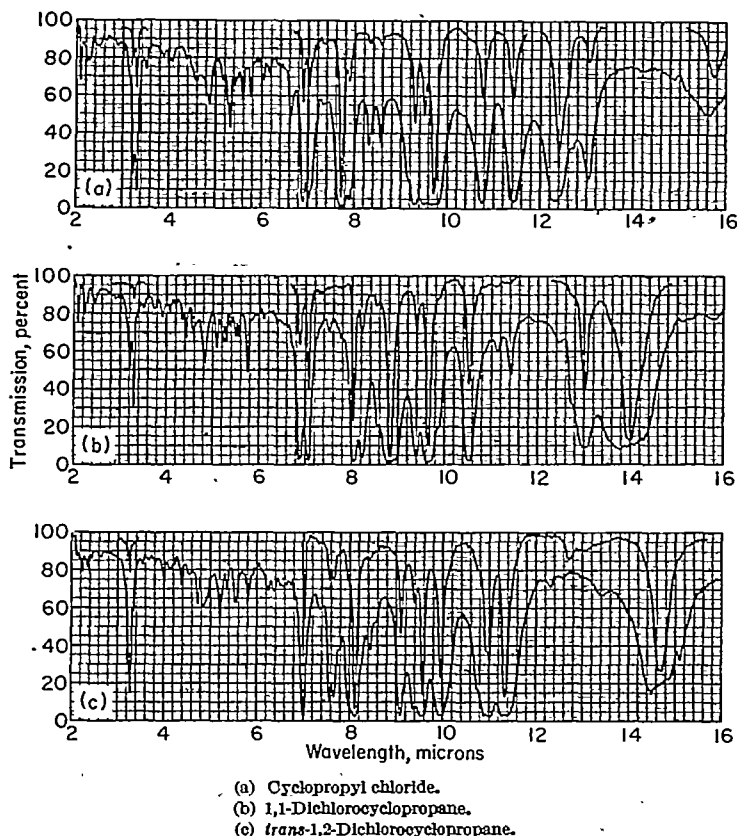 100
80
60
40
20
0
(a)
2 4 6 8 10 12 14 16
Transmission, percent
100
80
60
40
20
0
(b)
2 4 6 8 10 12 14 16
100
80
60
40
20
0
(c)
2 4 6 8 10 12 14 16
Wavelength, microns
(a) Cyclopropyl chloride.
(b) 1,1-Dichlorocyclopropane.
(c) trans-1,2-Dichlorocyclopropane.